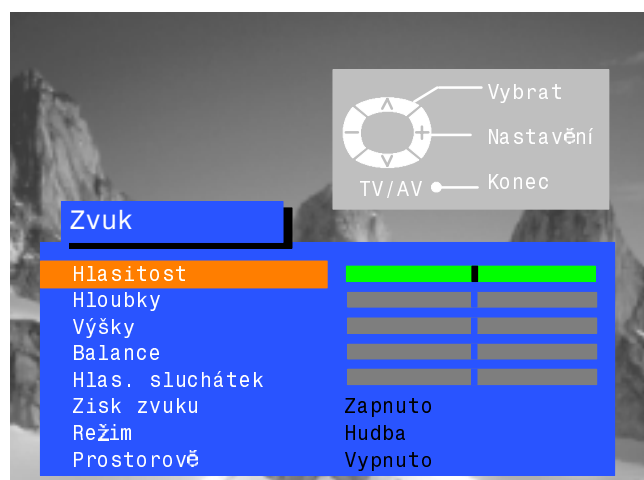 Vybrat
Nastavění
TV/AV
Konec
Zvuk
Hlasitost
Hloubky
Výšky
Balance
Hlas. sluchátek
Zisk zvuku Zapnuto
Režim Hudba
Prostorově Vypnuto